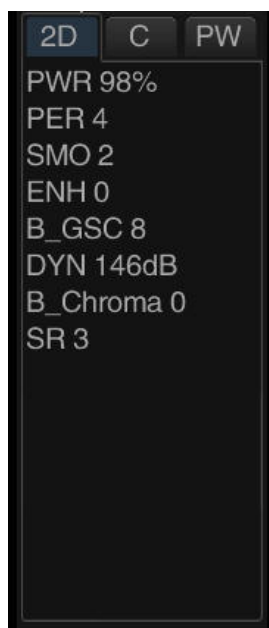 2D C PW
PWR 98%
PER 4
SMO 2
ENH 0
B_GSC 8
DYN 146dB
B_Chroma 0
SR 3